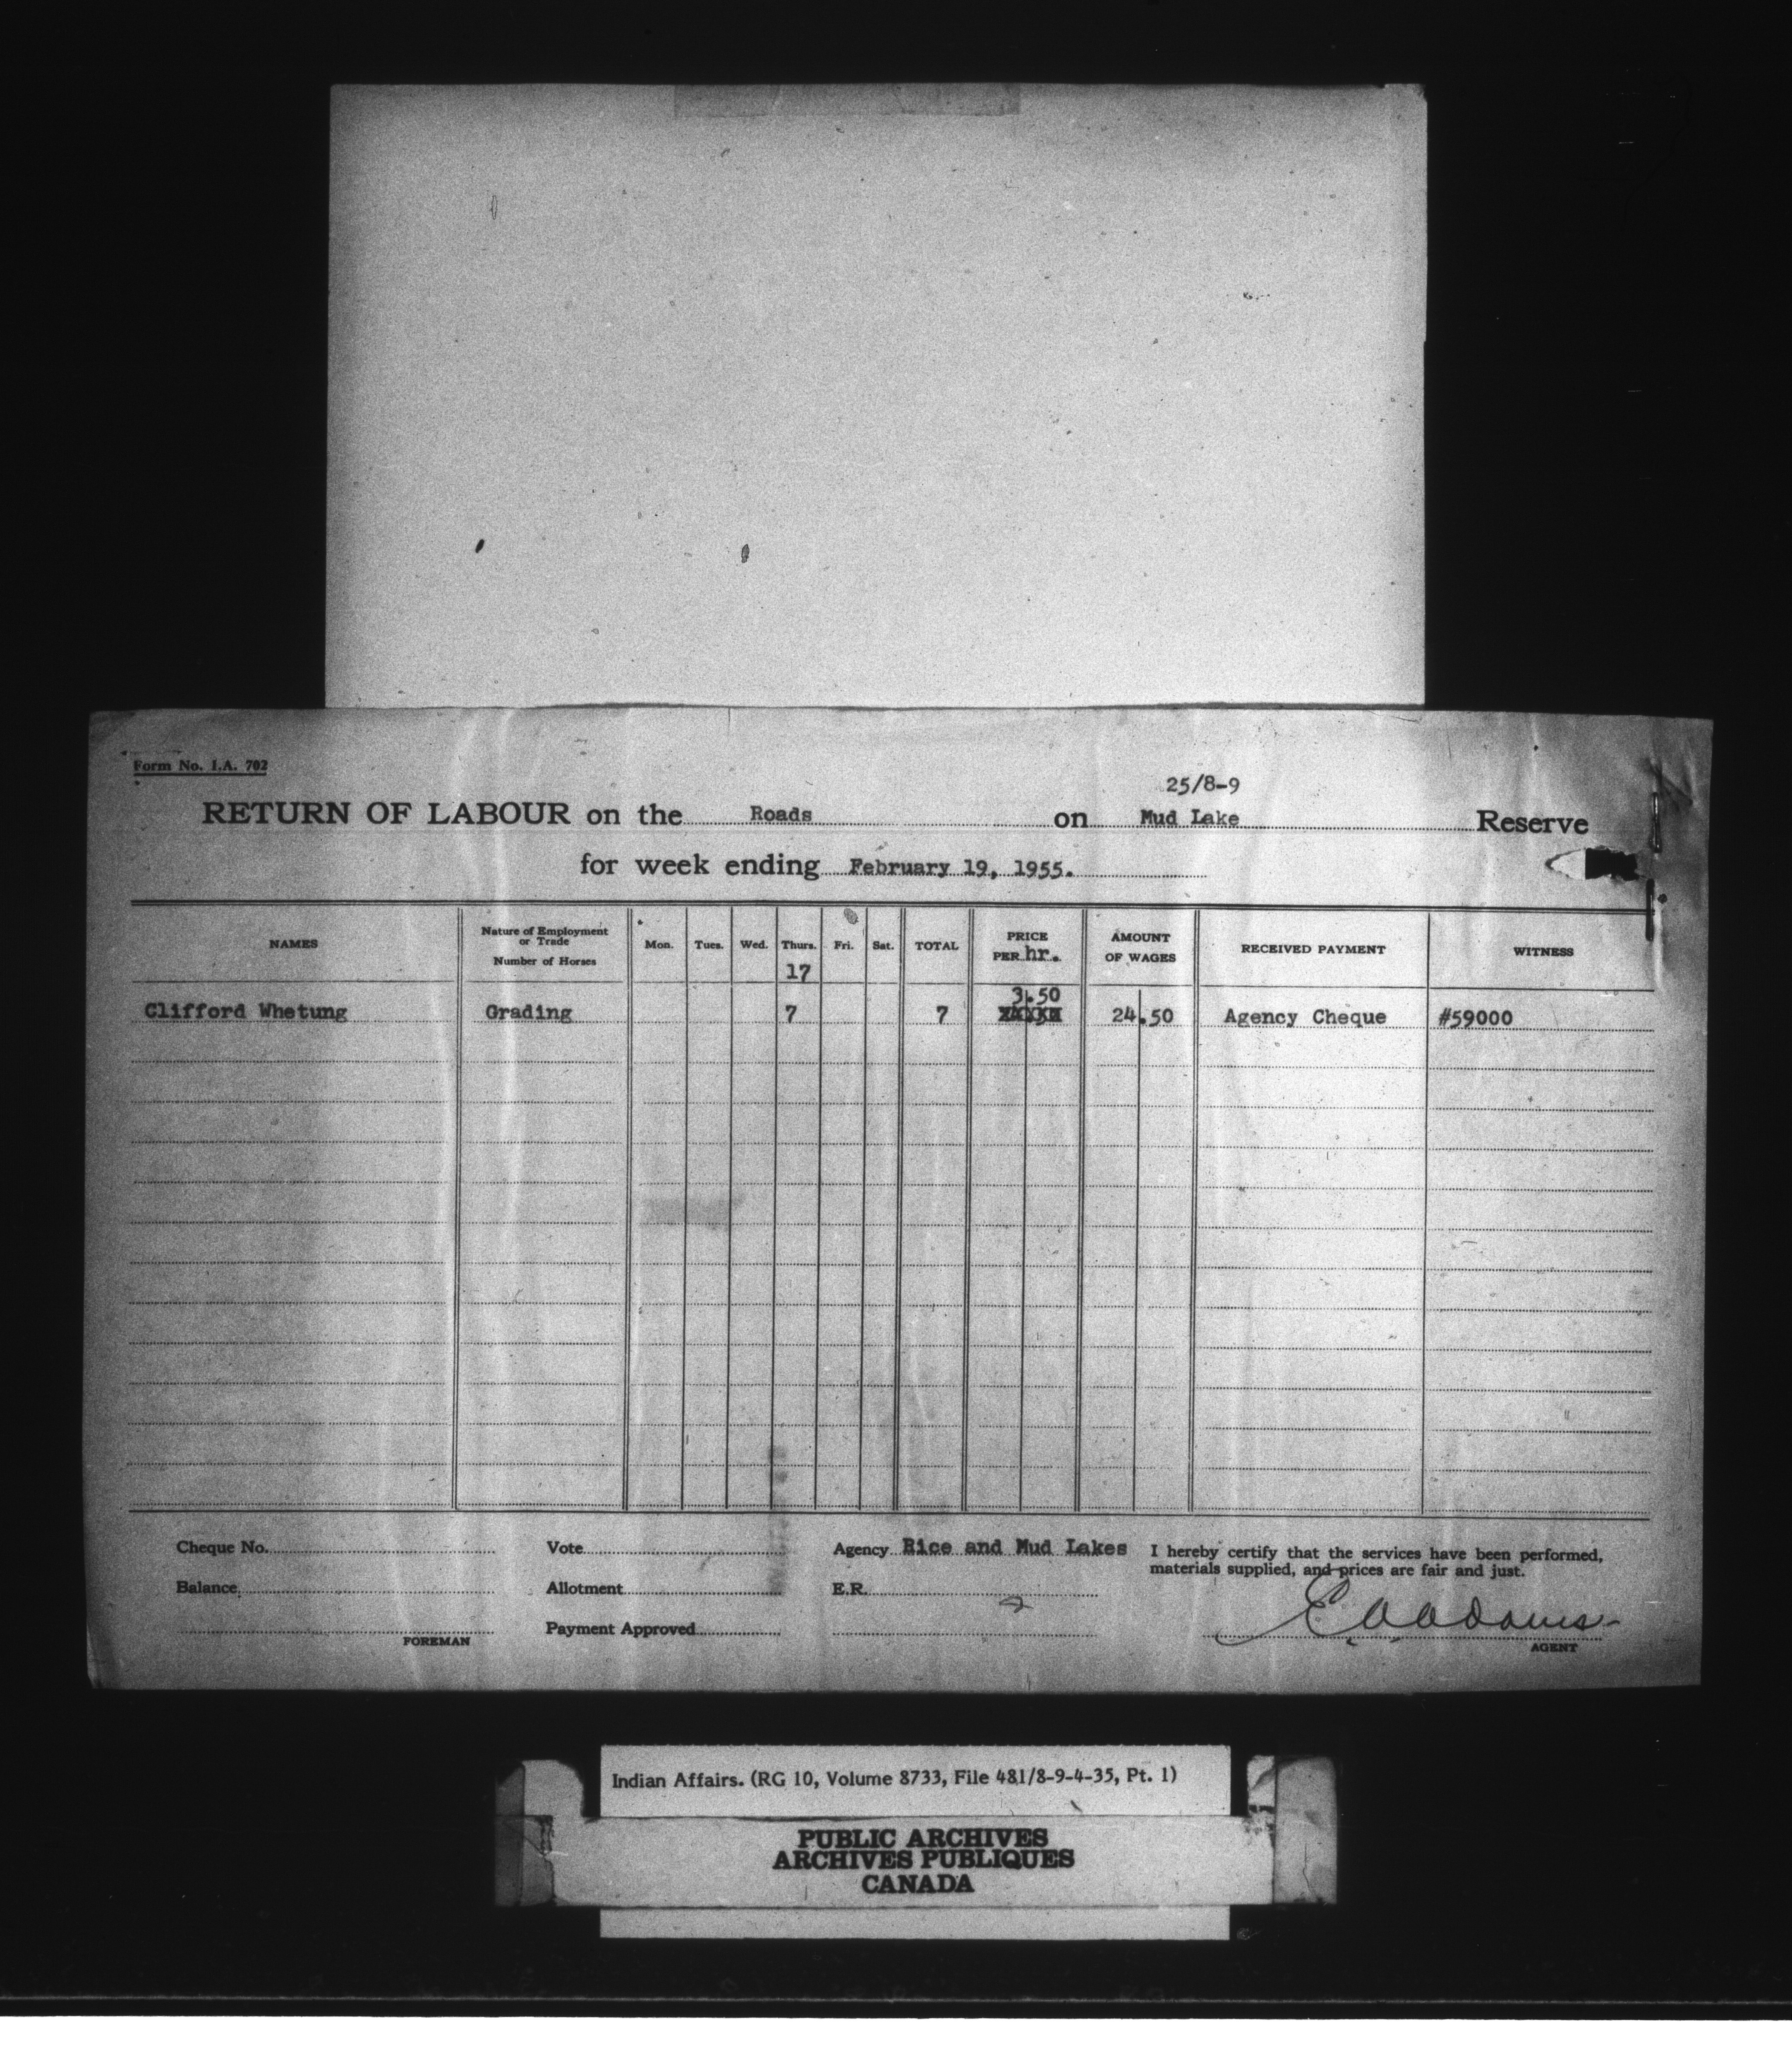 Form No. I.A. 702
25/8-9
RETURN OF LABOUR on the Roads on Mud Lake Reserve
for week ending February 19, 1955.
NAMES Nature of Employment or Trade Number of Horses Mon. Tues. Wed. Thurs. Fri. Sat. TOTAL PRICE PER hr. AMOUNT OF WAGES RECEIVED PAYMENT WITNESS
17
3.50
Clifford Whetung Grading 7 7 24.50 Agency Cheque #59000
Cheque No. Vote Agency Rice and Mud Lakes I hereby certify that the services have been performed,
materials supplied, and prices are fair and just.
Balance Allotment E.R.
Payment Approved
FOREMAN AGENT
Indian Affairs. (RG 10, Volume 8733, File 481/8-9-4-35, Pt. 1)
PUBLIC ARCHIVES
ARCHIVES PUBLIQUES
CANADA